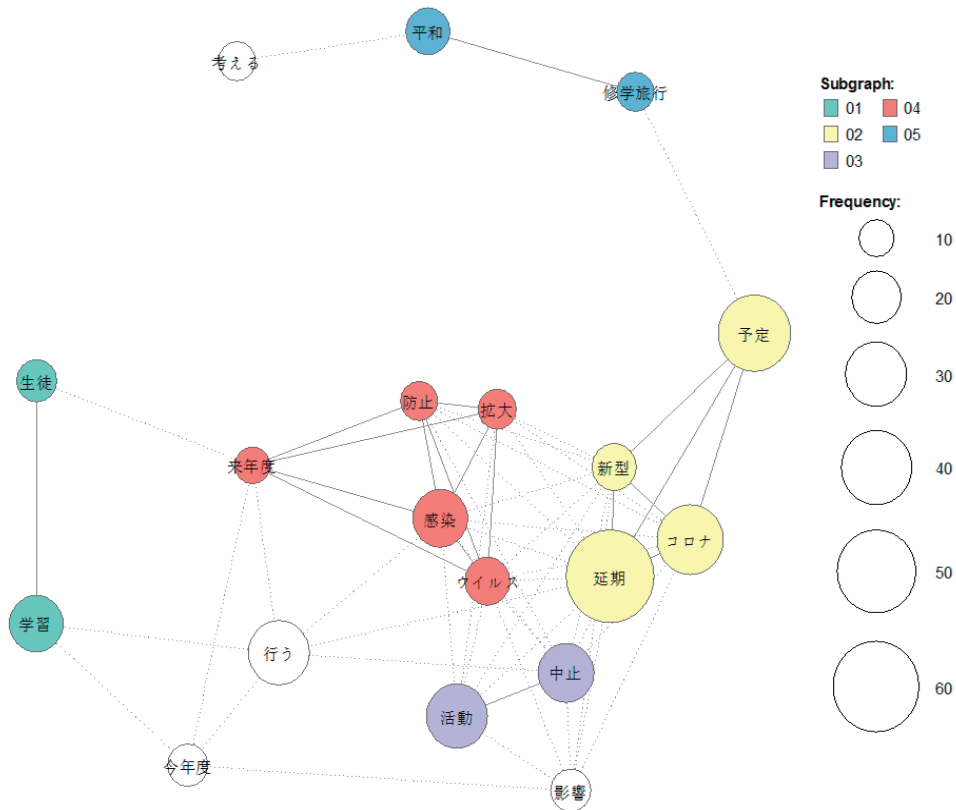 平和
考える
修学旅行
Subgraph:
01 04
02 05
03
Frequency:
10
20
30
40
50
60
予定
生徒
防止
拡大
来年度
新型
感染
コロナ
ウイルス
延期
学習
行う
中止
活動
今年度
影響